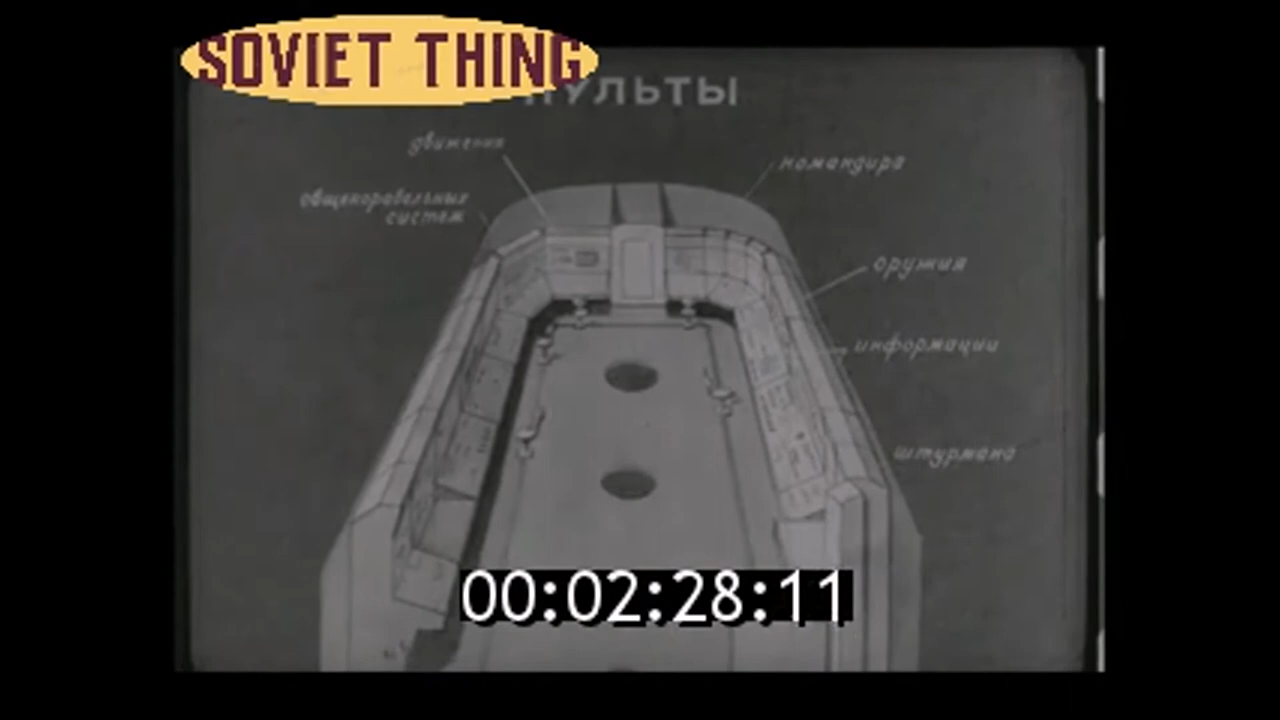 SOVIET THING
ПУЛЬТЫ
движения
командира
общекорабельных
систем
оружия
информации
штурмана
00:02:28:11